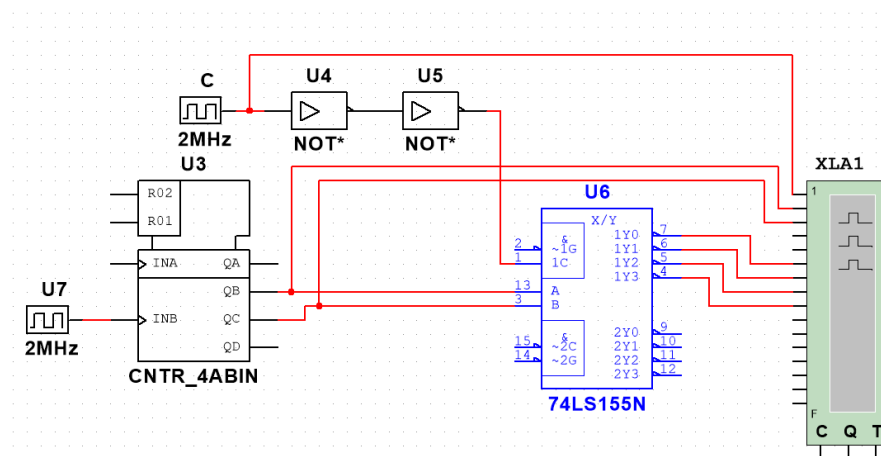 C
2MHz
U4
NOT*
U5
NOT*
U3
R02
R01
INA
INB
QA
QB
QC
QD
CNTR_4ABIN
U7
2MHz
U6
X/Y
&
~1G
1C
A
B
&
~2C
~2G
2
1
13
3
15
14
1Y0
1Y1
1Y2
1Y3
2Y0
2Y1
2Y2
2Y3
7
6
5
4
9
10
11
12
74LS155N
XLA1
1
F
C Q T